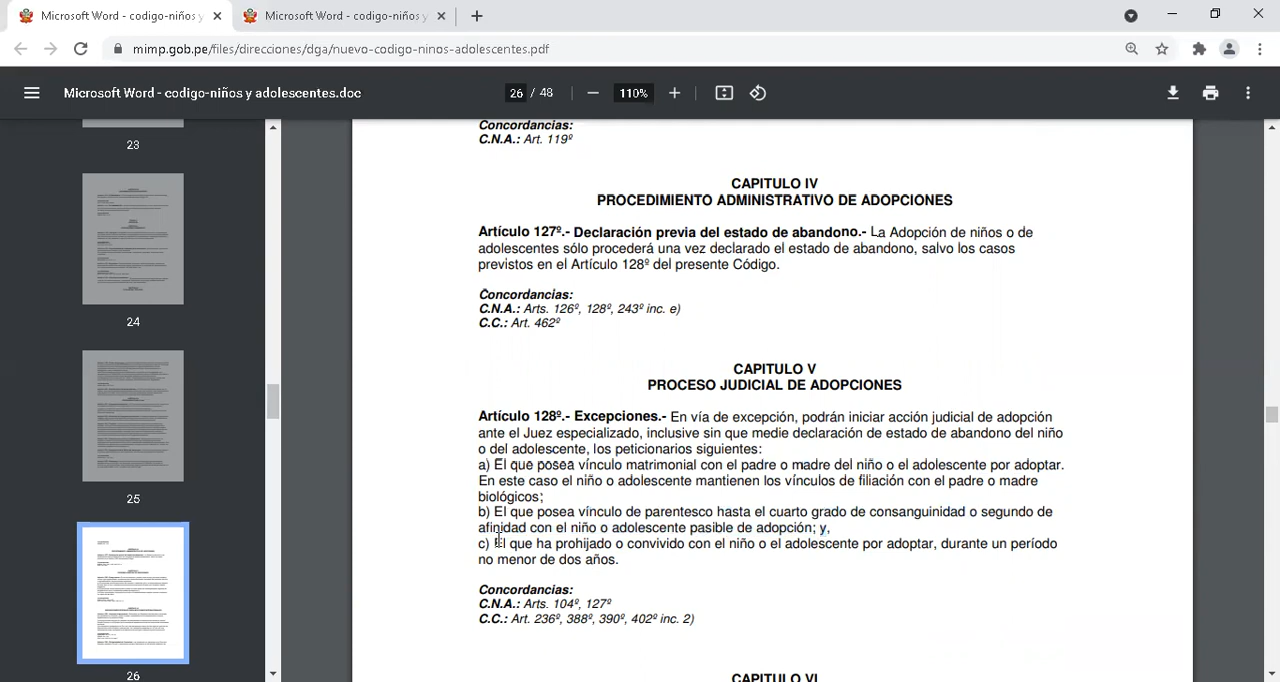 Microsoft Word - codigo-niños y
Microsoft Word - codigo-niños y
mimp.gob.pe/files/direcciones/dga/nuevo-codigo-ninos-adolescentes.pdf
Microsoft Word - codigo-niños y adolescentes.doc
26 / 48
110%
23
24
25
26
Concordancias:
C.N.A.: Art. 119º
CAPITULO IV
PROCEDIMIENTO ADMINISTRATIVO DE ADOPCIONES
Artículo 127º.- Declaración previa del estado de abandono.- La Adopción de niños o de
adolescentes sólo procederá una vez declarado el estado de abandono, salvo los casos
previstos en el Artículo 128º del presente Código.
Concordancias:
C.N.A.: Arts. 126º, 128º, 243º inc. e)
C.C.: Art. 462º
CAPITULO V
PROCESO JUDICIAL DE ADOPCIONES
Artículo 128º.- Excepciones.- En vía de excepción, podrán iniciar acción judicial de adopción
ante el Juez especializado, inclusive sin que medie declaración de estado de abandono del niño
o del adolescente, los peticionarios siguientes:
a) El que posea vínculo matrimonial con el padre o madre del niño o el adolescente por adoptar.
En este caso el niño o adolescente mantienen los vínculos de filiación con el padre o madre
biológicos;
b) El que posea vínculo de parentesco hasta el cuarto grado de consanguinidad o segundo de
afinidad con el niño o adolescente pasible de adopción; y,
c) El que ha prohijado o convivido con el niño o el adolescente por adoptar, durante un período
no menor de dos años.
Concordancias:
C.N.A.: 104º, 127º
C.C.: Art. 388º, 390º, 402º inc. 2)
CAPITULO VI